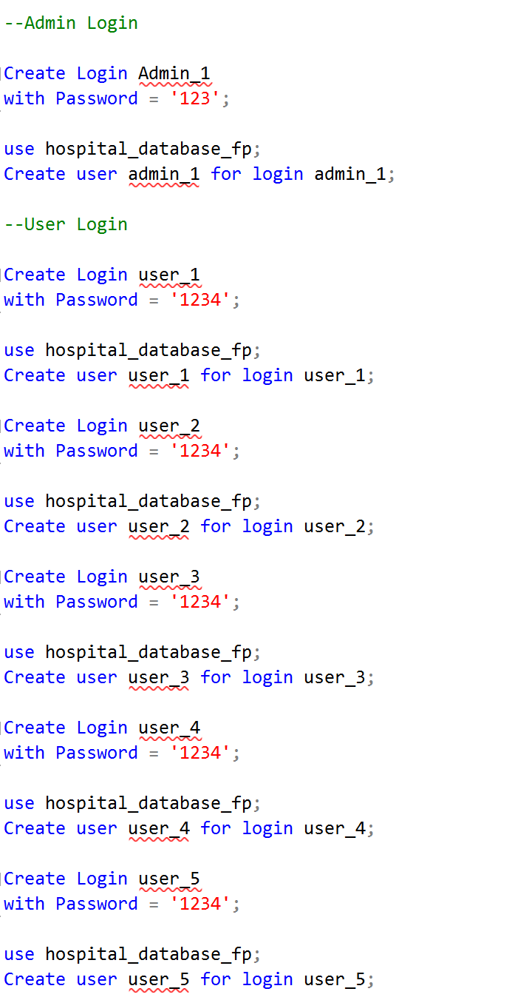 --Admin Login
Create Login Admin_1
with Password = '123';
use hospital_database_fp;
Create user admin_1 for login admin_1;
--User Login
Create Login user_1
with Password = '1234';
use hospital_database_fp;
Create user user_1 for login user_1;
Create Login user_2
with Password = '1234';
use hospital_database_fp;
Create user user_2 for login user_2;
Create Login user_3
with Password = '1234';
use hospital_database_fp;
Create user user_3 for login user_3;
Create Login user_4
with Password = '1234';
use hospital_database_fp;
Create user user_4 for login user_4;
Create Login user_5
with Password = '1234';
use hospital_database_fp;
Create user user_5 for login user_5;